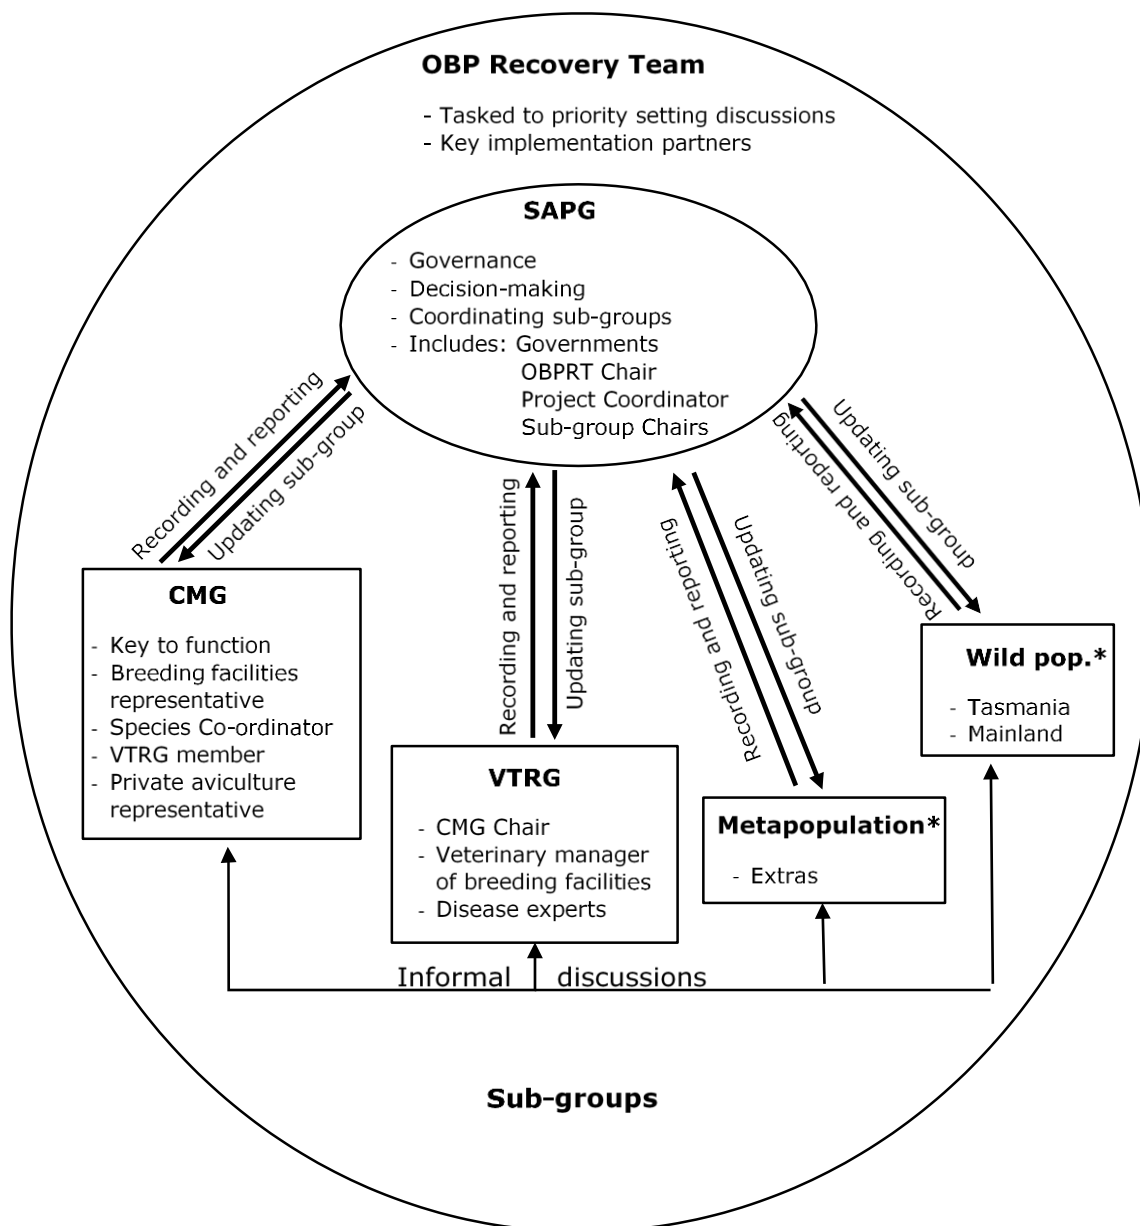 OBP Recovery Team
- Tasked to priority setting discussions
- Key implementation partners
SAPG
- Governance
- Decision-making
- Coordinating sub-groups
- Includes: Governments
OBPRT Chair
Project Coordinator
Sub-group Chairs
Recording and reporting
Updating sub-group
Recording and reporting
Updating sub-group
Recording and reporting
Updating sub-group
Recording and reporting
Updating sub-group
CMG
- Key to function
- Breeding facilities
representative
- Species Co-ordinator
- VTRG member
- Private aviculture
representative
VTRG
- CMG Chair
- Veterinary manager
of breeding facilities
- Disease experts
Metapopulation*
- Extras
Wild pop.*
- Tasmania
- Mainland
Informal discussions
Sub-groups